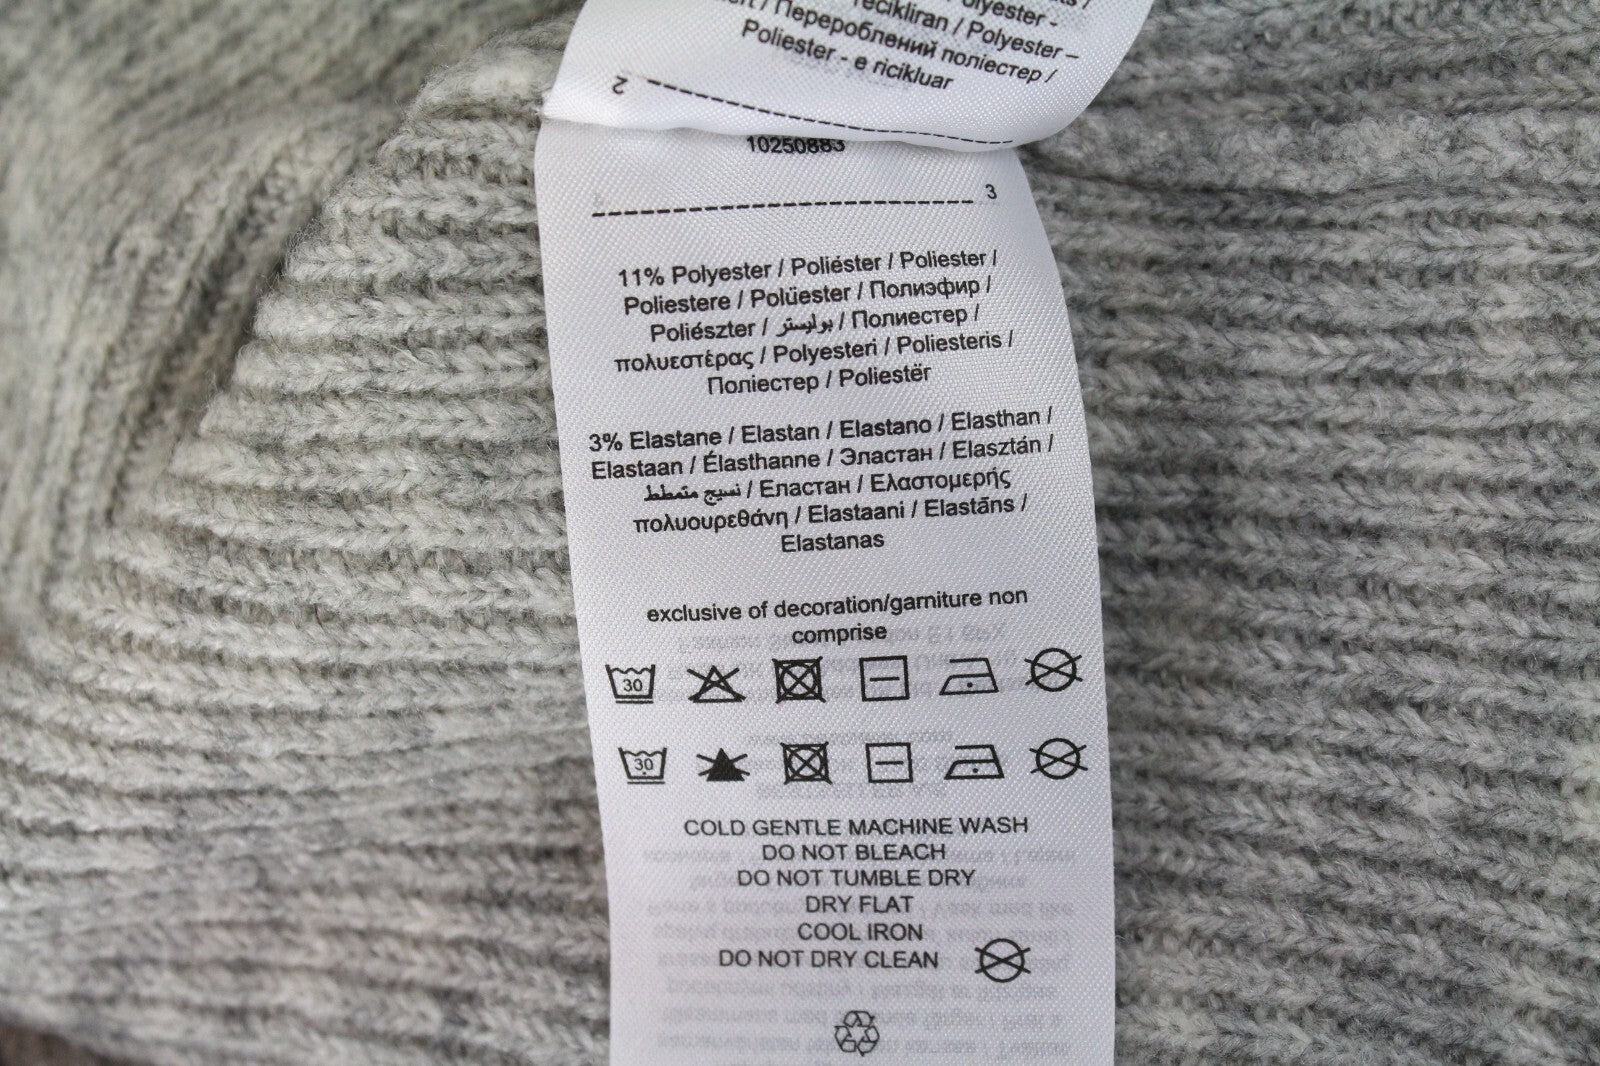 Polyester -
recikliran / Polyester –
/ Перероблений поліестер /
Poliester - e ricikluar
2
10250883
3
11% Polyester / Poliéster / Poliester /
Poliestere / Polüester / Полиэфир /
Poliészter / بوليستر / Полиестер /
πολυεστέρας / Polyesteri / Poliesteris /
Поліестер / Poliestër
3% Elastane / Elastan / Elastano / Elasthan /
Elastaan / Élasthanne / Эластан / Elasztán /
نسيج متمطط / Еластан / Ελαστομερής
πολυουρεθάνη / Elastaani / Elastāns /
Elastanas
exclusive of decoration/garniture non
comprise
30
30
COLD GENTLE MACHINE WASH
DO NOT BLEACH
DO NOT TUMBLE DRY
DRY FLAT
COOL IRON
DO NOT DRY CLEAN